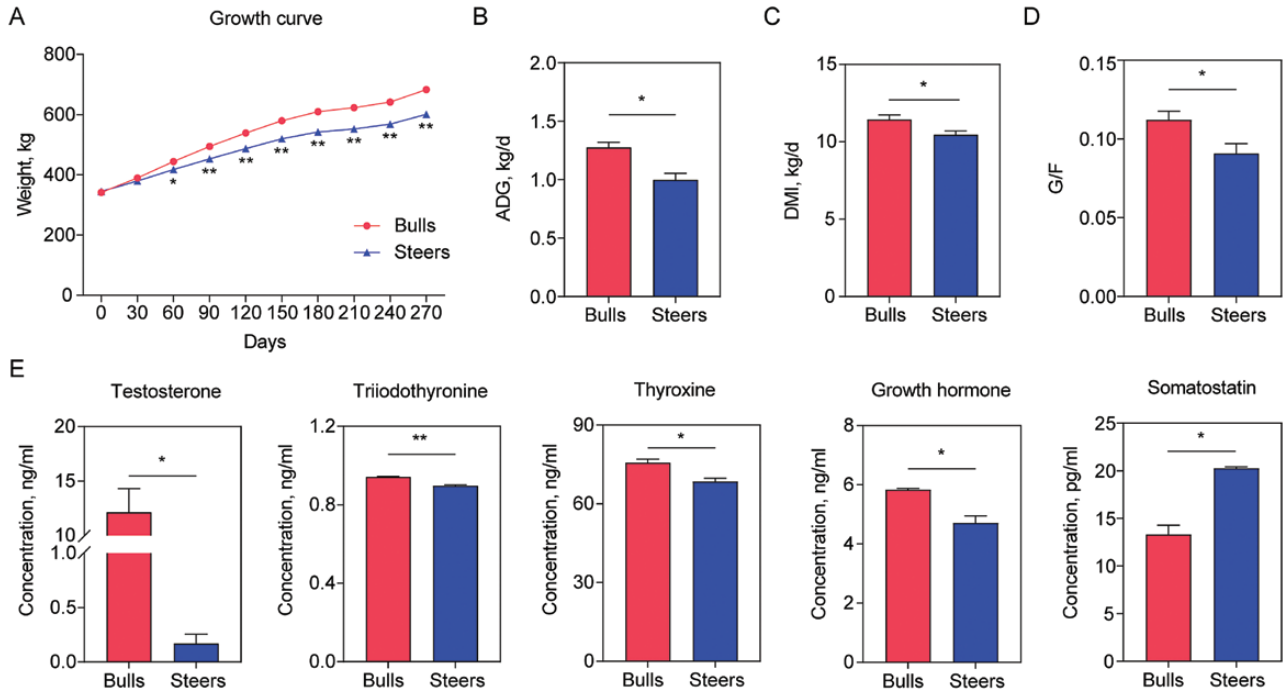 A
Growth curve
Weight, kg
800
600
400
200
0
* ** ** ** ** ** ** **
Bulls
Steers
0 30 60 90 120 150 180 210 240 270
Days
B
ADG, kg/d
2.0
1.5
1.0
0.5
0.0
*
Bulls Steers
C
DMI, kg/d
15
10
5
0
*
Bulls Steers
D
G/F
0.15
0.10
0.05
0.00
*
Bulls Steers
E
Testosterone
Concentration, ng/ml
20
15
10
1.0
0.5
0.0
*
Bulls Steers
Triiodothyronine
Concentration, ng/ml
1.2
0.8
0.4
0.0
**
Bulls Steers
Thyroxine
Concentration, ng/ml
90
60
30
0
*
Bulls Steers
Growth hormone
Concentration, ng/ml
8
6
4
2
0
*
Bulls Steers
Somatostatin
Concentration, pg/ml
25
20
15
10
5
0
*
Bulls Steers